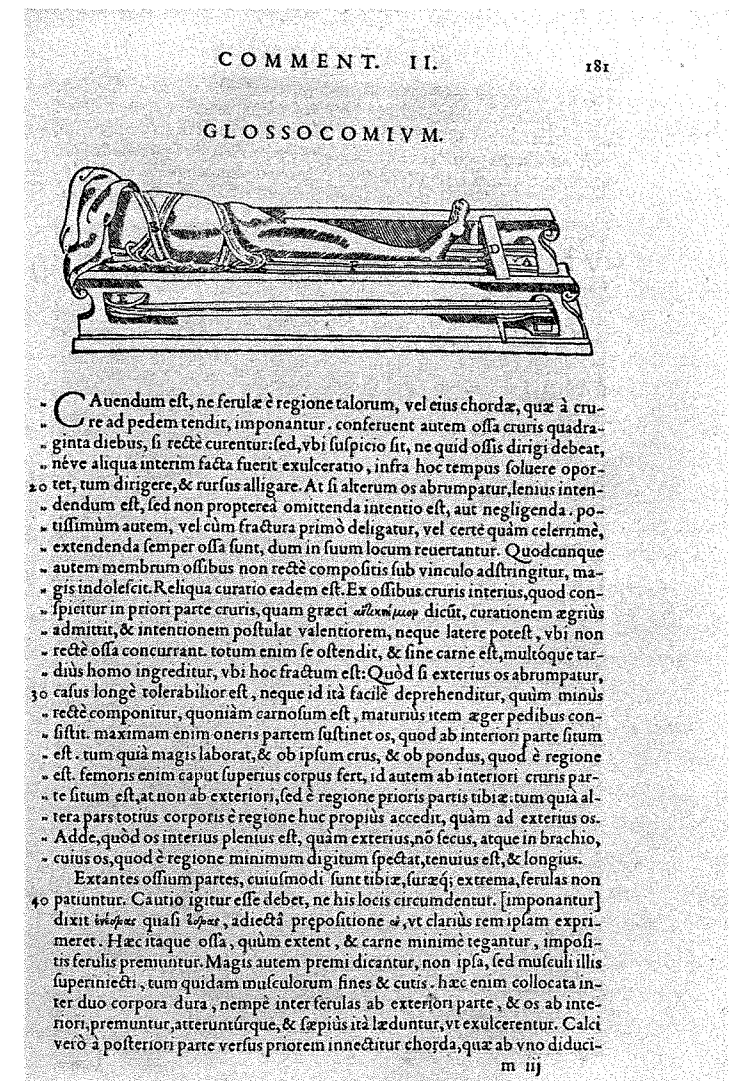 COMMENT. II. 181
GLOSSOCOMIVM.
CAuendum eſt, ne ferulæ è regione talorum, vel eius chordæ, quæ à cru-
re ad pedem tendit, imponantur. conferuent autem oſſa cruris quadra-
ginta diebus, ſi rectè curentur: ſed, vbi ſuſpicio ſit, ne quid oſſis dirigi debeat,
néve aliqua interim facta fuerit exulceratio, infra hoc tempus ſoluere opor-
20 tet, tum dirigere, & rurſus alligare. At ſi alterum os abrumpatur, lenius inten-
dendum eſt, ſed non proptereà omittenda intentio eſt, aut negligenda. po-
tiſſimùm autem, vel cùm fractura primò deligatur, vel certè quàm celerrimè,
extendenda ſemper oſſa ſunt, dum in ſuum locum reuertantur. Quodcunque
autem membrum oſſibus non rectè compoſitis ſub vinculo adſtringitur, ma-
gis indoleſcit. Reliqua curatio eadem eſt. Ex oſſibus cruris interius, quod con-
ſpicitur in priori parte cruris, quam græci dicūt, curationem ægriùs
admittit, & intentionem poſtulat valentiorem, neque latere poteſt, vbi non
rectè oſſa concurrant. totum enim ſe oſtendit, & ſine carne eſt, multóque tar-
diùs homo ingreditur, vbi hoc fractum eſt: Quòd ſi exterius os abrumpatur,
30 caſus longè tolerabilior eſt, neque id ità facilè deprehenditur, quùm minùs
rectè componitur, quoniàm carnoſum eſt, maturiùs item æger pedibus con-
ſiſtit. maximam enim oneris partem ſuſtinet os, quod ab interiori parte ſitum
eſt. tum quià magis laborat, & ob ipſum crus, & ob pondus, quod è regione
eſt. femoris enim caput ſuperius corpus fert, id autem ab interiori cruris par-
te ſitum eſt, at non ab exteriori, ſed è regione prioris partis tibiæ: tum quià al-
tera pars totius corporis è regione huc propiùs accedit, quàm ad exterius os.
Adde, quòd os interius plenius eſt, quàm exterius, nō ſecus, atque in brachio,
cuius os, quod è regione minimum digitum ſpectat, tenuius eſt, & longius.
Extantes oſſium partes, cuiuſmodi ſunt tibiæ, ſuræq; extrema, ferulas non
40 patiuntur. Cautio igitur eſſe debet, ne his locis circumdentur. [imponantur]
dixit quaſi, adiectâ prępoſitione, vt clariùs rem ipſam expri-
meret. Hæc itaque oſſa, quùm extent, & carne minimè tegantur, impoſi-
tis ferulis premuntur. Magis autem premi dicantur, non ipſa, ſed muſculi illis
ſuperiniecti, tum quidam muſculorum fines & cutis. hæc enim collocata in-
ter duo corpora dura, nempè inter ferulas ab exteriori parte, & os ab inte-
riori, premuntur, atteruntúrque, & ſæpiùs ità læduntur, vt exulcerentur. Calci
verò à poſteriori parte verſus priorem innectitur chorda, quæ ab vno diduci-
m iij